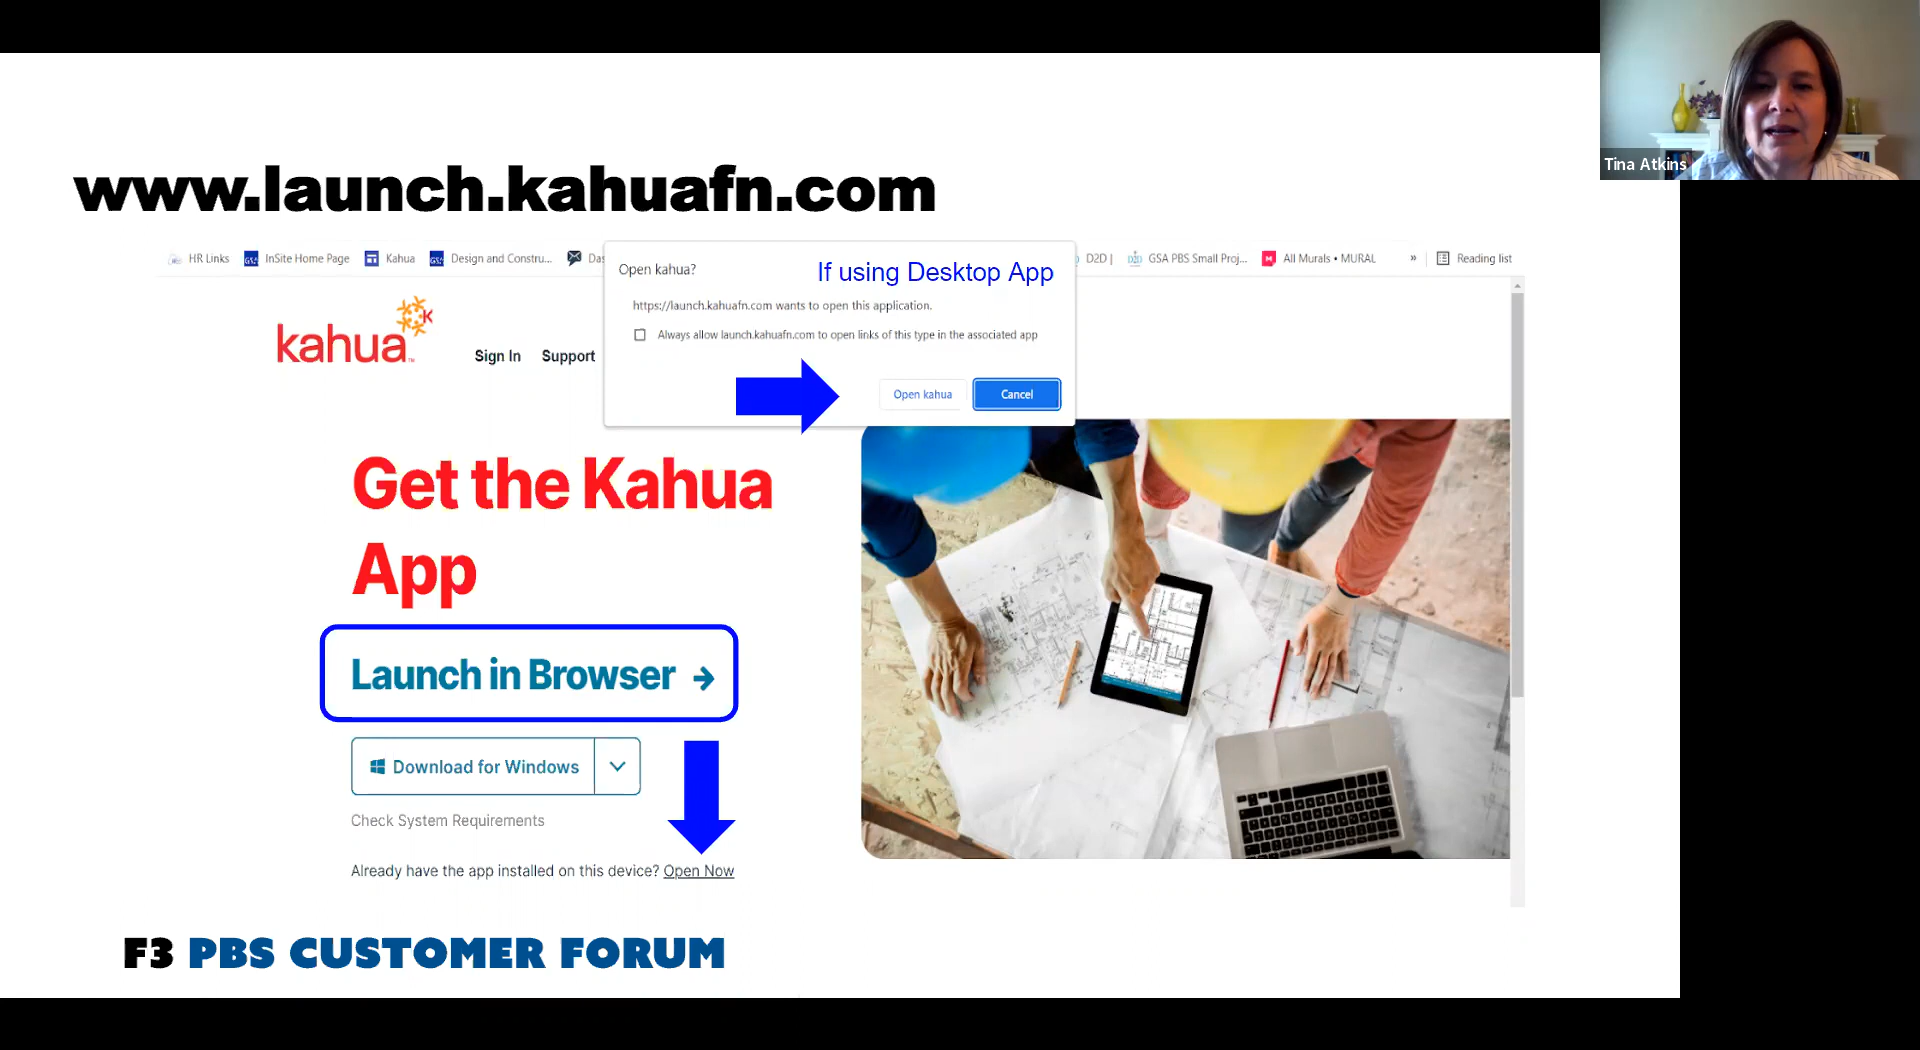 Tina Atkins
www.launch.kahuafn.com
HR Links InSite Home Page Kahua Design and Constru... Das D2D | GSA PBS Small Proj... All Murals • MURAL » Reading list
Open kahua? If using Desktop App
https://launch.kahuafn.com wants to open this application.
Always allow launch.kahuafn.com to open links of this type in the associated app
Open kahua Cancel
kahua K
Sign In Support
Get the Kahua
App
Launch in Browser →
Download for Windows
Check System Requirements
Already have the app installed on this device? Open Now
F3 PBS CUSTOMER FORUM